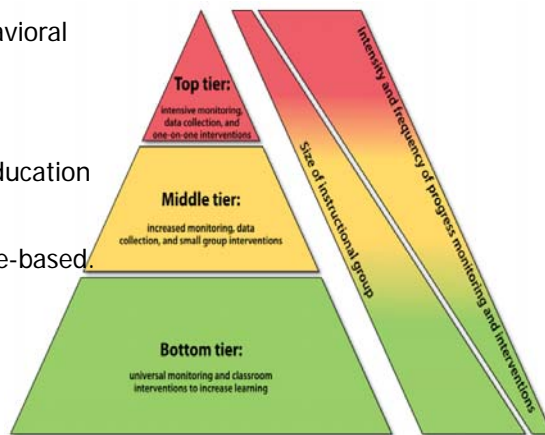 avioral
ducation
e-based.
Top tier:
intensive monitoring,
data collection, and
one-on-one interventions
Middle tier:
increased monitoring, data
collection, and small group interventions
Bottom tier:
universal monitoring and classroom
interventions to increase learning
Size of instructional group
Intensity and frequency of progress monitoring and interventions